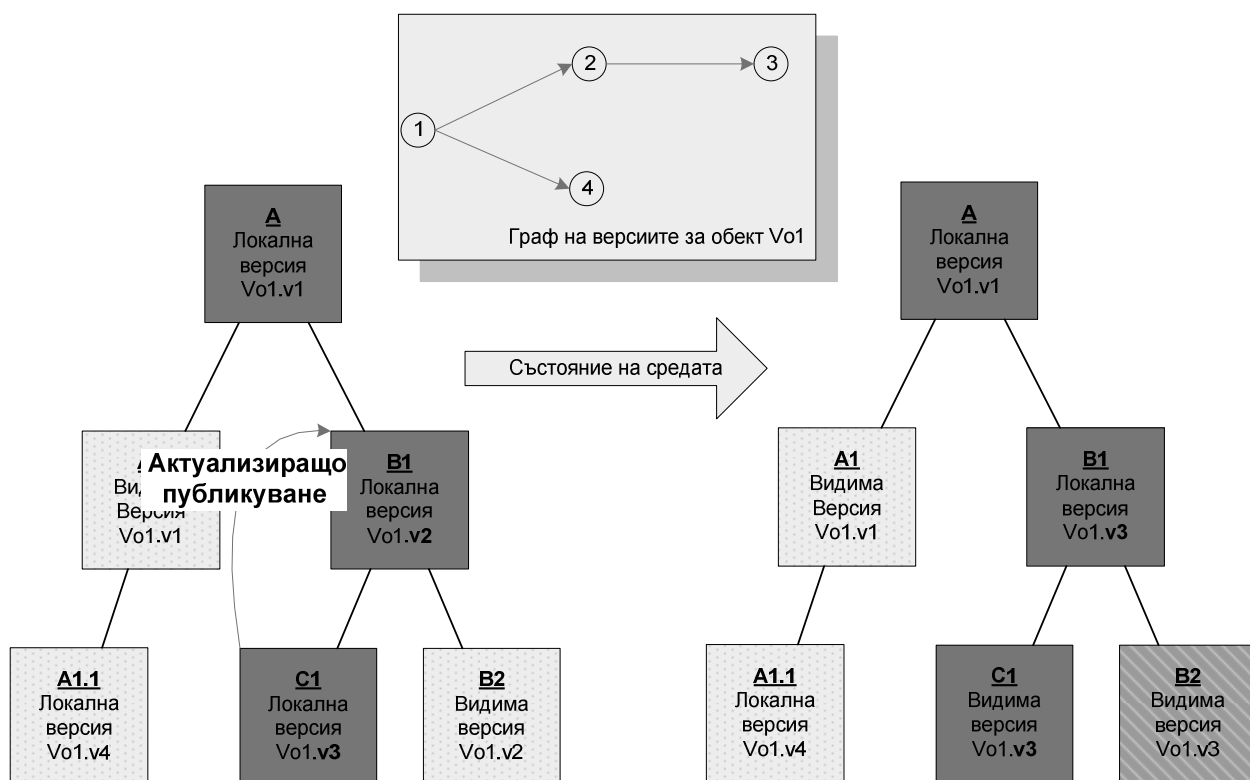 2
3
1
4
Граф на версиите за обект Vo1
А
Локална
версия
Vo1.v1
А
Локална
версия
Vo1.v1
Състояние на средата
Актуализиращо
публикуване
Версия
Vo1.v1
B1
Локална
версия
Vo1.v2
A1
Видима
Версия
Vo1.v1
B1
Локална
версия
Vo1.v3
A1.1
Локална
версия
Vo1.v4
C1
Локална
версия
Vo1.v3
B2
Видима
версия
Vo1.v2
A1.1
Локална
версия
Vo1.v4
C1
Видима
версия
Vo1.v3
B2
Видима
версия
Vo1.v3